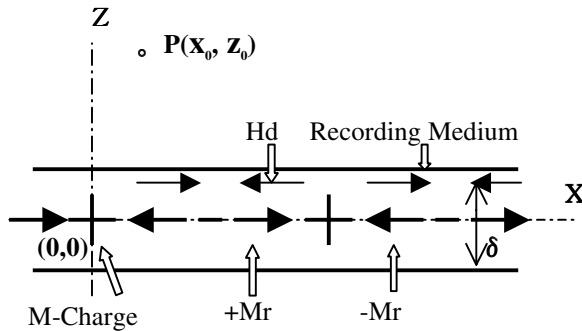 Z
P(x₀, z₀)
Hd Recording Medium
X
(0,0)
δ
M-Charge +Mr -Mr